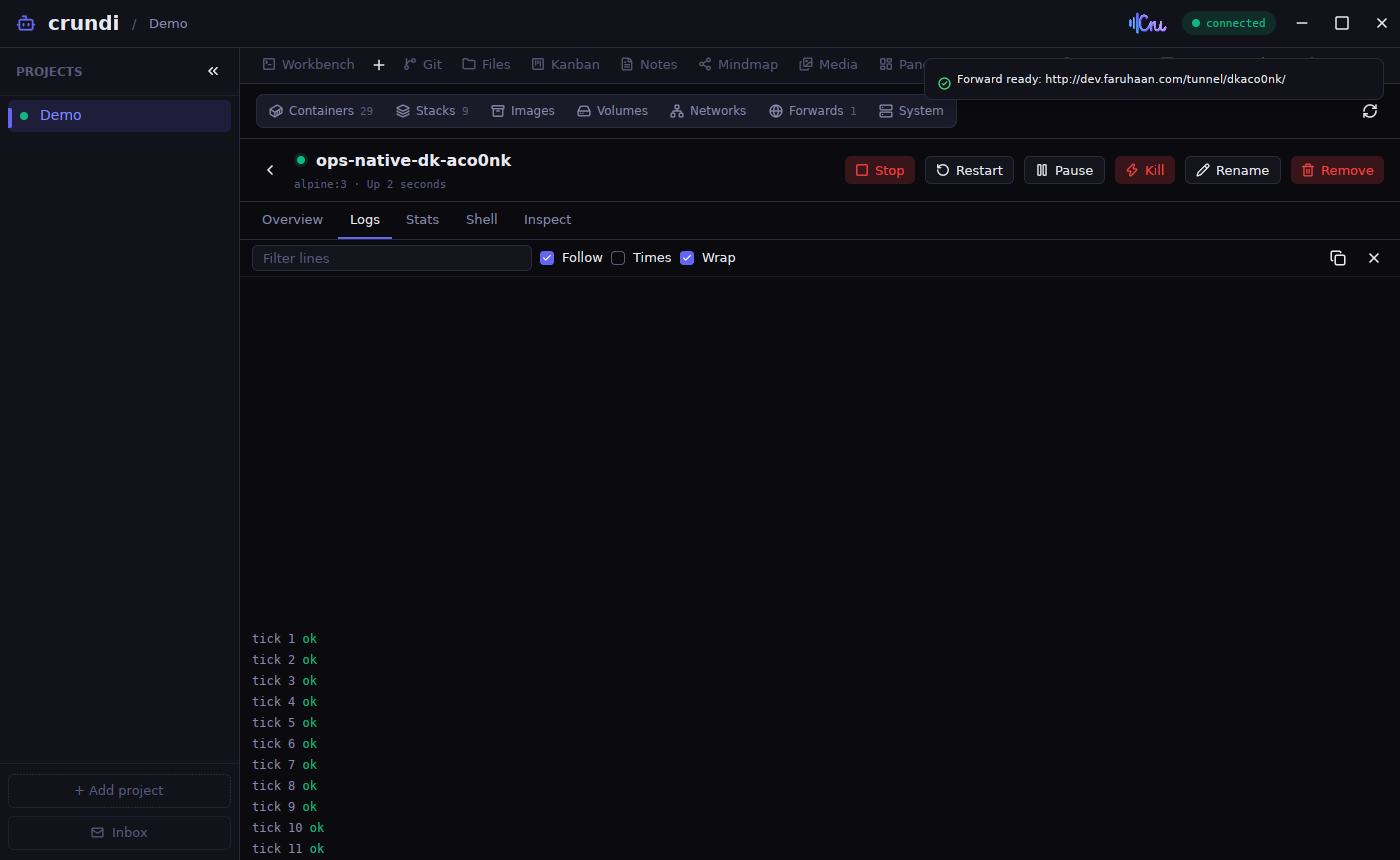 crundi / Demo
Cru
connected
PROJECTS
Demo
+ Add project
Inbox
Workbench + Git Files Kanban Notes Mindmap Media
Forward ready: http://dev.faruhaan.com/tunnel/dkaco0nk/
Containers 29 Stacks 9 Images Volumes Networks Forwards 1 System
ops-native-dk-aco0nk
alpine:3 · Up 2 seconds
Stop Restart Pause Kill Rename Remove
Overview Logs Stats Shell Inspect
Filter lines Follow Times Wrap
tick 1 ok
tick 2 ok
tick 3 ok
tick 4 ok
tick 5 ok
tick 6 ok
tick 7 ok
tick 8 ok
tick 9 ok
tick 10 ok
tick 11 ok